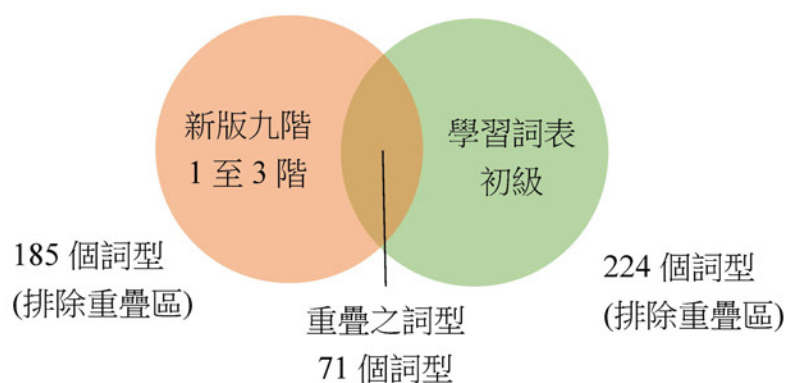 新版九階
1 至 3 階
學習詞表
初級
185 個詞型
(排除重疊區)
重疊之詞型
71 個詞型
224 個詞型
(排除重疊區)